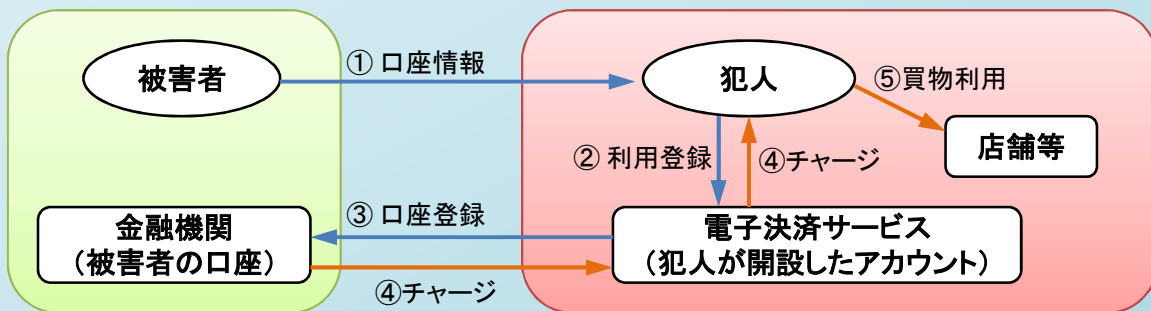 被害者
① 口座情報
犯人
⑤買物利用
店舗等
② 利用登録
④チャージ
金融機関
（被害者の口座）
③ 口座登録
電子決済サービス
（犯人が開設したアカウント）
④チャージ